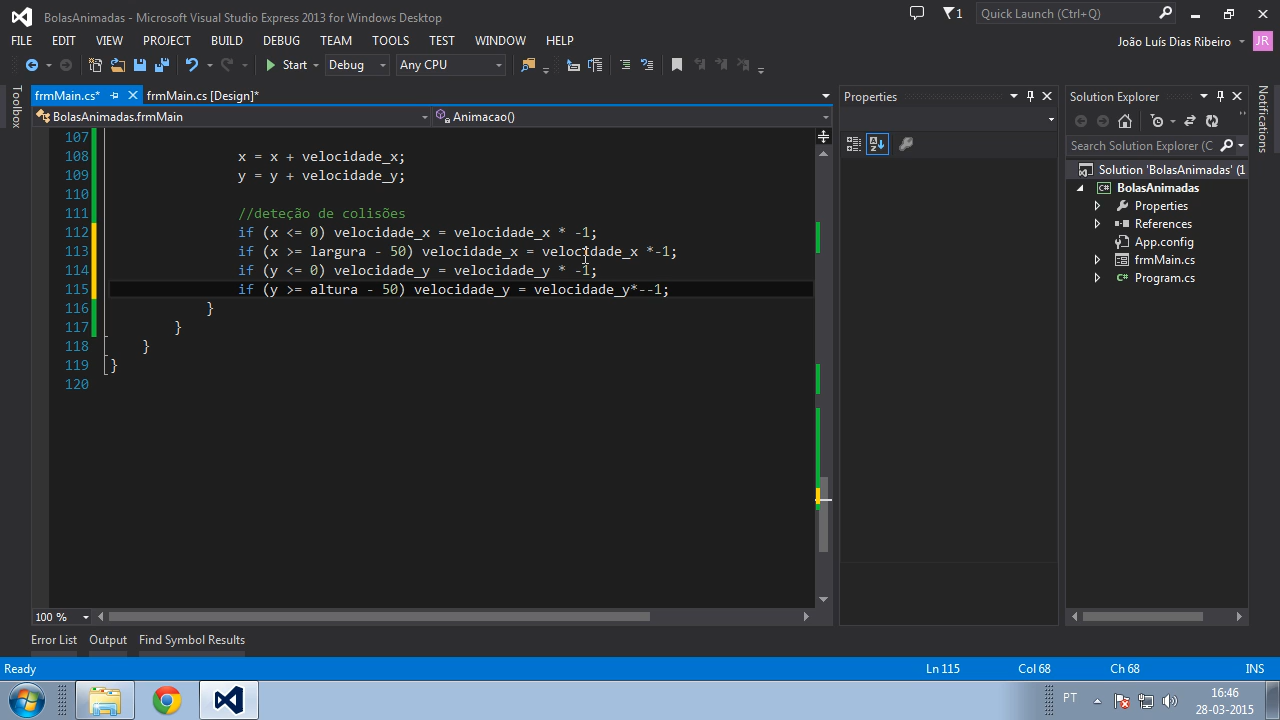 BolasAnimadas - Microsoft Visual Studio Express 2013 for Windows Desktop
1
Quick Launch (Ctrl+Q)
FILE EDIT VIEW PROJECT BUILD DEBUG TEAM TOOLS TEST WINDOW HELP
João Luís Dias Ribeiro JR
Start Debug Any CPU
Toolbox
frmMain.cs* frmMain.cs [Design]*
BolasAnimadas.frmMain Animacao()
107
108 x = x + velocidade_x;
109 y = y + velocidade_y;
110
111 //deteção de colisões
112 if (x <= 0) velocidade_x = velocidade_x * -1;
113 if (x >= largura - 50) velocidade_x = velocidade_x *-1;
114 if (y <= 0) velocidade_y = velocidade_y * -1;
115 if (y >= altura - 50) velocidade_y = velocidade_y*--1;
116 }
117 }
118 }
119 }
120
100 %
Properties
Solution Explorer
Search Solution Explorer (C
Solution 'BolasAnimadas' (1
C# BolasAnimadas
Properties
References
App.config
frmMain.cs
C# Program.cs
Notifications
Error List Output Find Symbol Results
Ready Ln 115 Col 68 Ch 68 INS
PT
16:46
28-03-2015